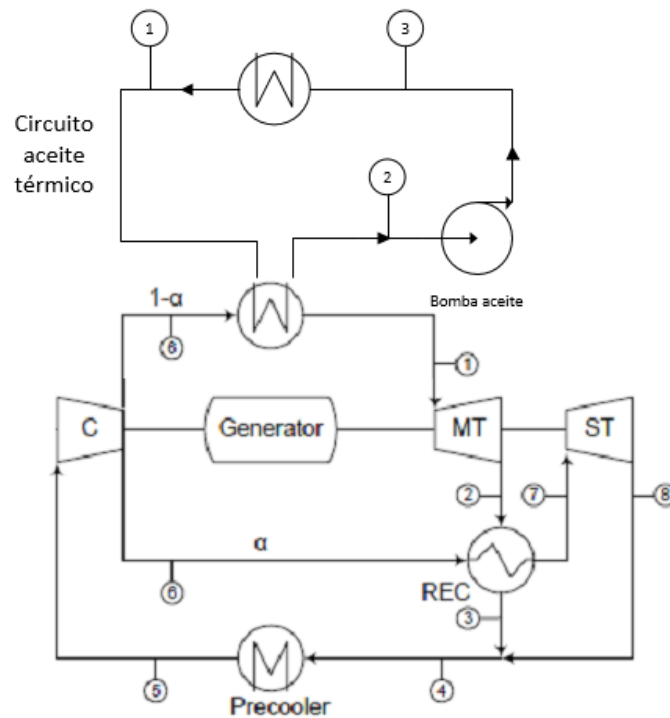 1
3
Circuito
aceite
térmico
2
Bomba aceite
1-α
6
1
C
Generator
MT
ST
2
7
8
α
6
REC
3
5
4
Precooler